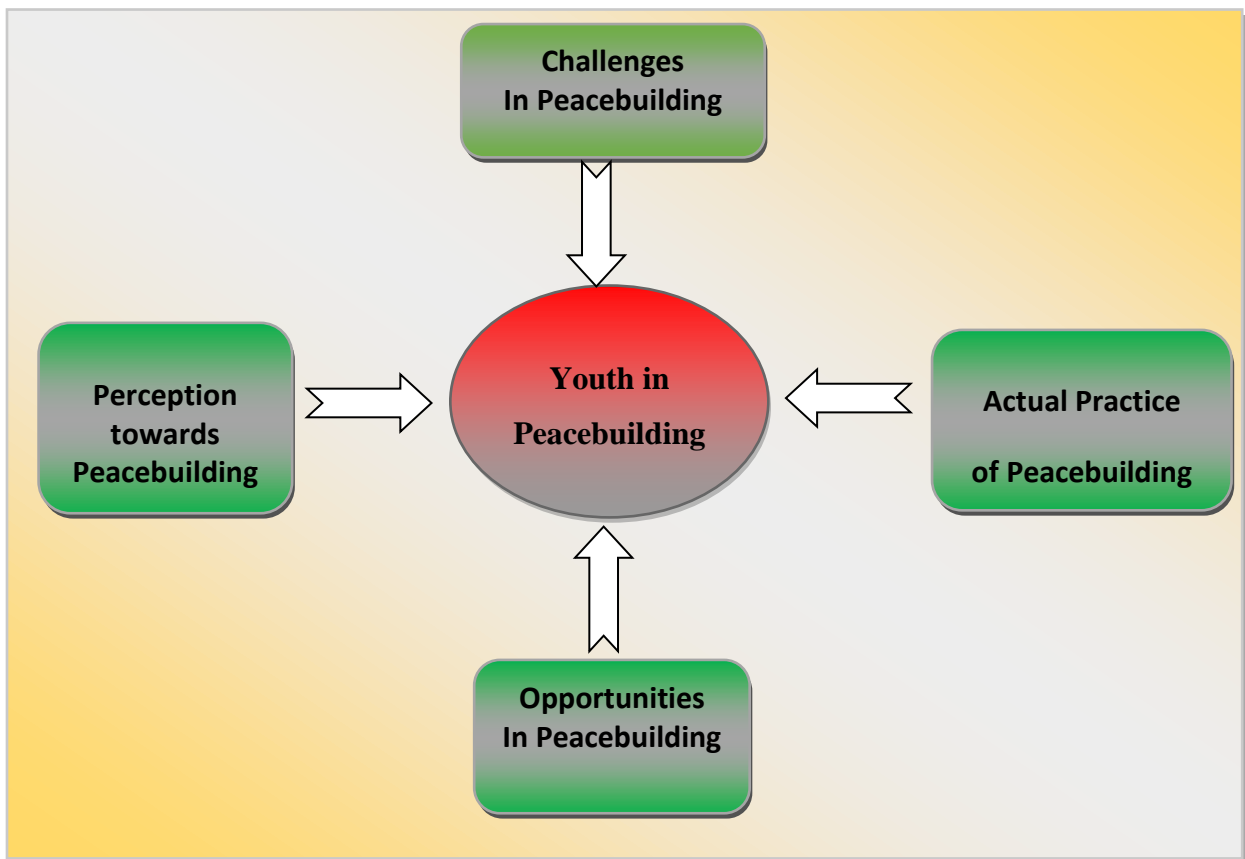 Challenges
In Peacebuilding
Perception
towards
Peacebuilding
Youth in
Peacebuilding
Actual Practice
of Peacebuilding
Opportunities
In Peacebuilding